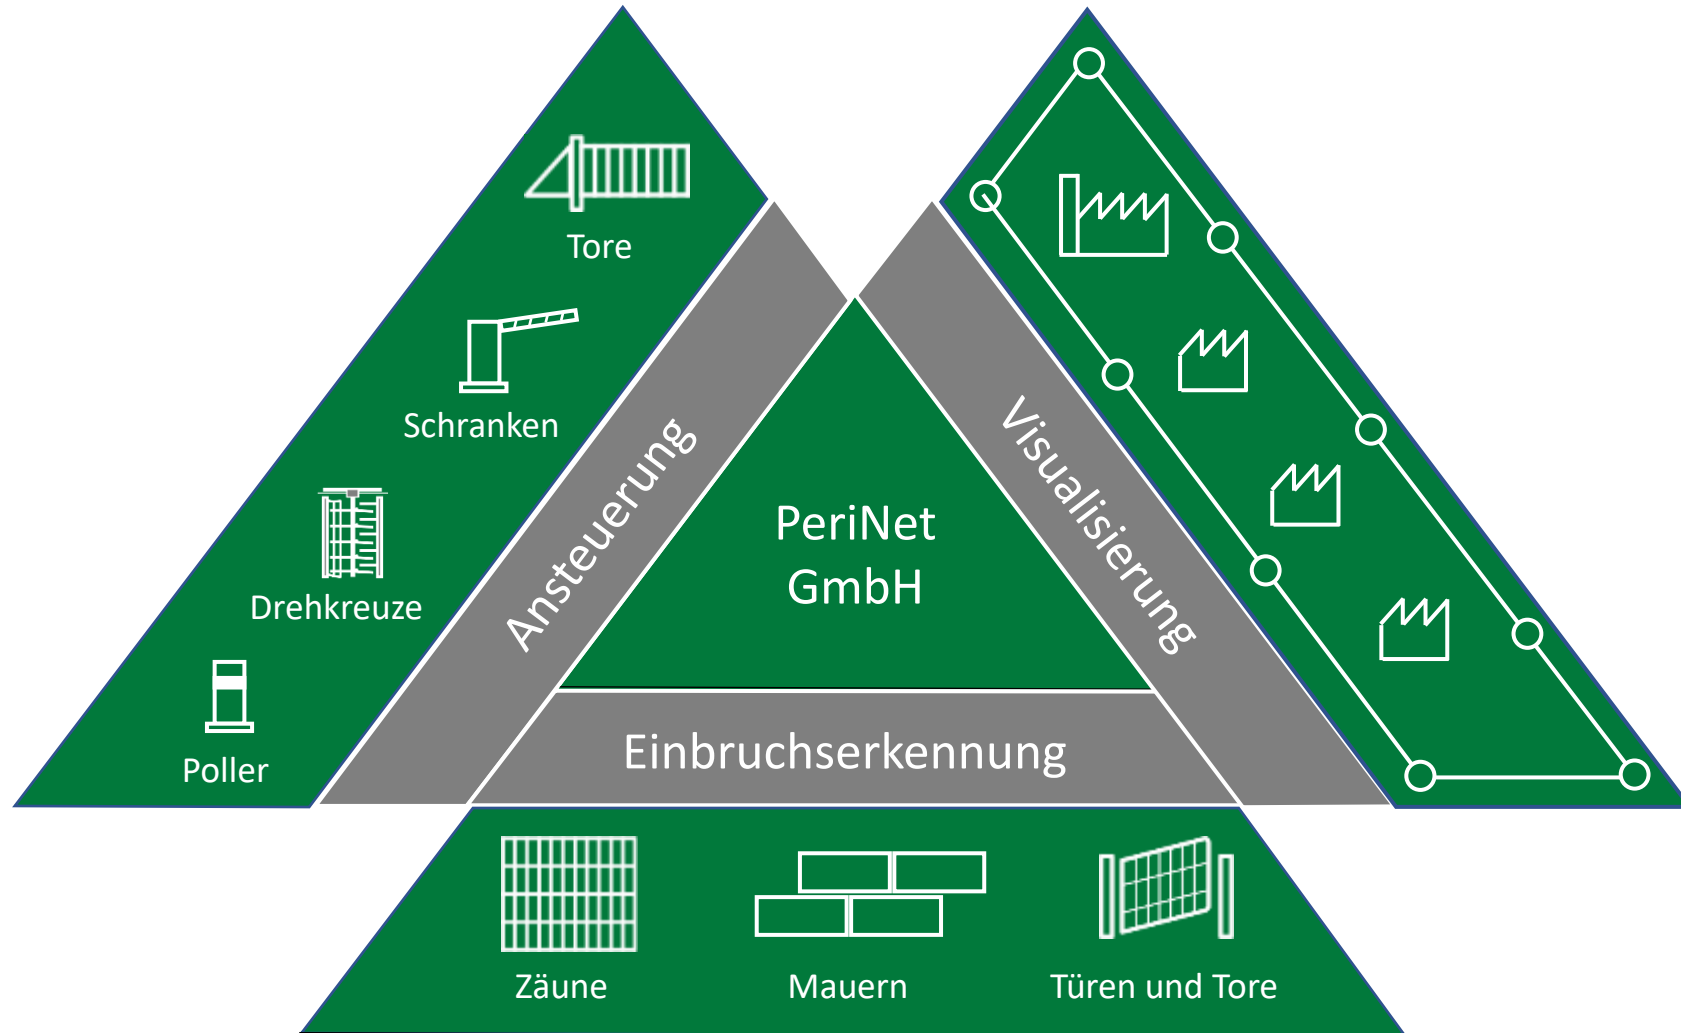 Tore
Schranken
Drehkreuze
Poller
Ansteuerung
PeriNet
GmbH
Visualisierung
Einbruchserkennung
Zäune
Mauern
Türen und Tore